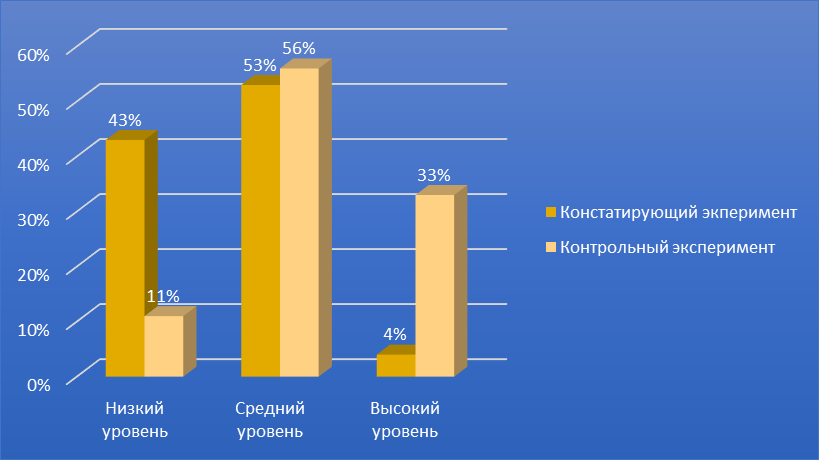 60%
50%
40%
30%
20%
10%
0%
43%
11%
53%
56%
4%
33%
Низкий
уровень
Средний
уровень
Высокий
уровень
Констатирующий экперимент
Контрольный эксперимент